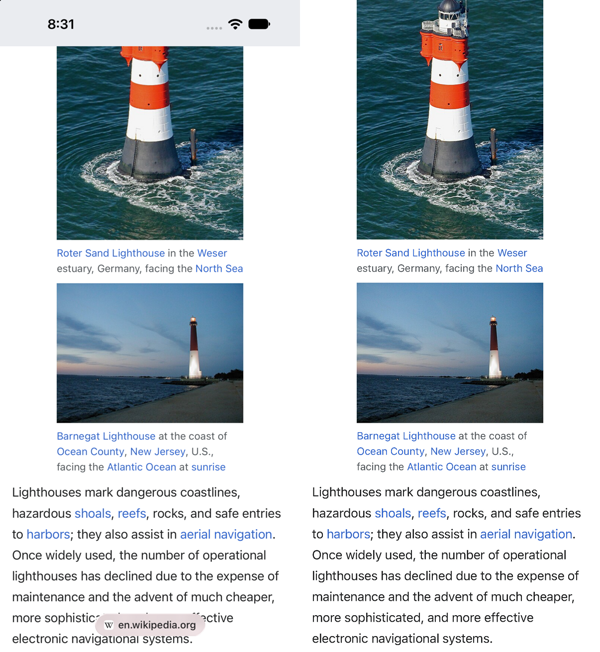 8:31
Roter Sand Lighthouse in the Weser
estuary, Germany, facing the North Sea
Barnegat Lighthouse at the coast of
Ocean County, New Jersey, U.S.,
facing the Atlantic Ocean at sunrise
Lighthouses mark dangerous coastlines,
hazardous shoals, reefs, rocks, and safe entries
to harbors; they also assist in aerial navigation.
Once widely used, the number of operational
lighthouses has declined due to the expense of
maintenance and the advent of much cheaper,
more sophistic ctive
W en.wikipedia.org
electronic navigational systems.
Roter Sand Lighthouse in the Weser
estuary, Germany, facing the North Sea
Barnegat Lighthouse at the coast of
Ocean County, New Jersey, U.S.,
facing the Atlantic Ocean at sunrise
Lighthouses mark dangerous coastlines,
hazardous shoals, reefs, rocks, and safe entries
to harbors; they also assist in aerial navigation.
Once widely used, the number of operational
lighthouses has declined due to the expense of
maintenance and the advent of much cheaper,
more sophisticated, and more effective
electronic navigational systems.